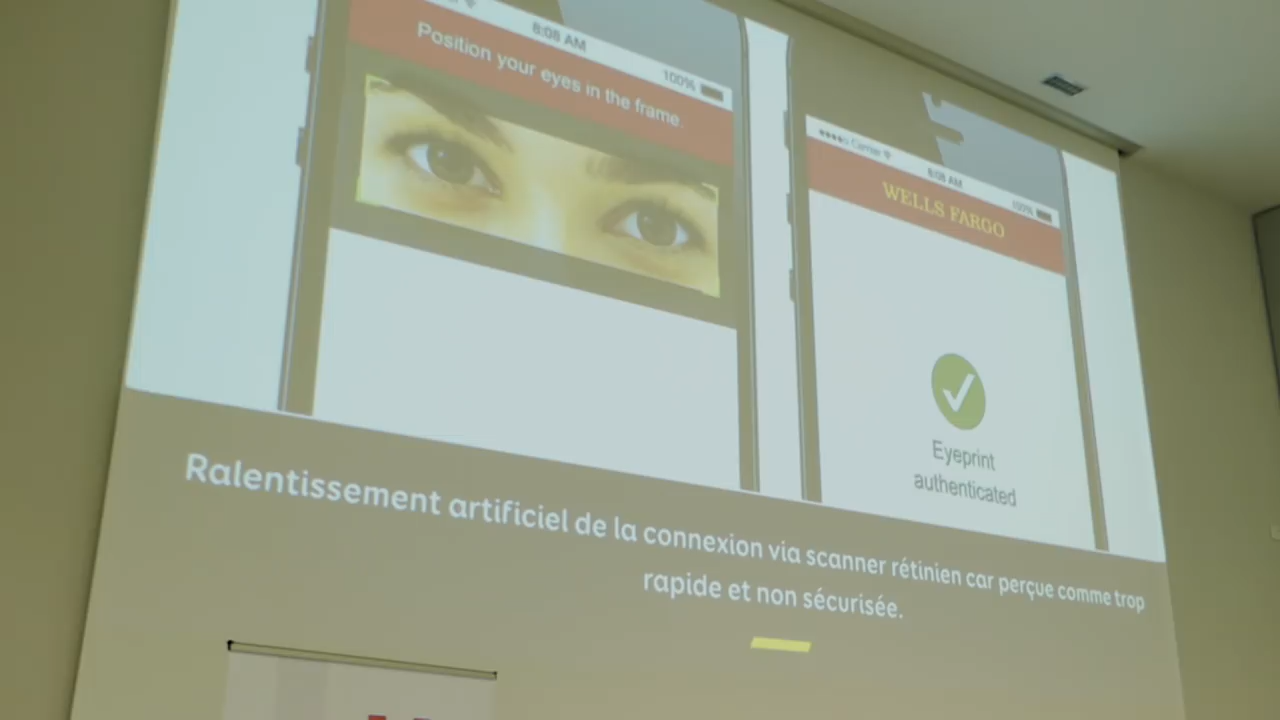 8:08 AM
100%
Position your eyes in the frame.
Carrier
8:08 AM
100%
WELLS FARGO
Eyeprint
authenticated
Ralentissement artificiel de la connexion via scanner rétinien car perçue comme trop
rapide et non sécurisée.